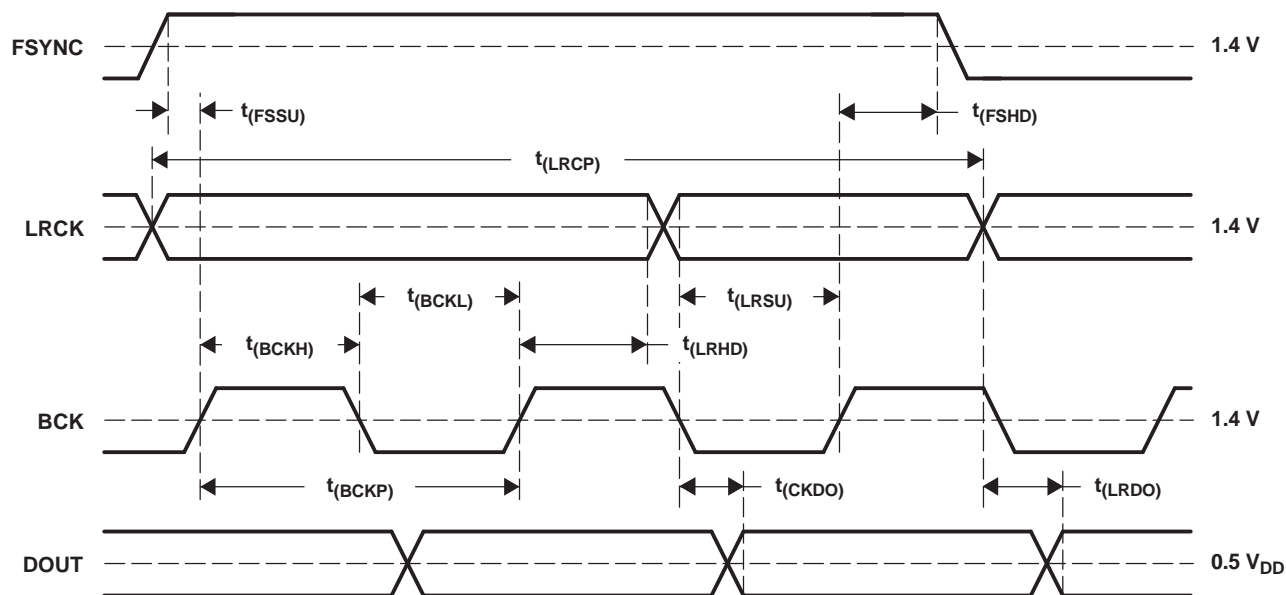 FSYNC
1.4 V
t(FSSU)
t(FSHD)
t(LRCP)
LRCK
1.4 V
t(BCKL)
t(LRSU)
t(BCKH)
t(LRHD)
BCK
1.4 V
t(BCKP)
t(CKDO)
t(LRDO)
DOUT
0.5 VDD